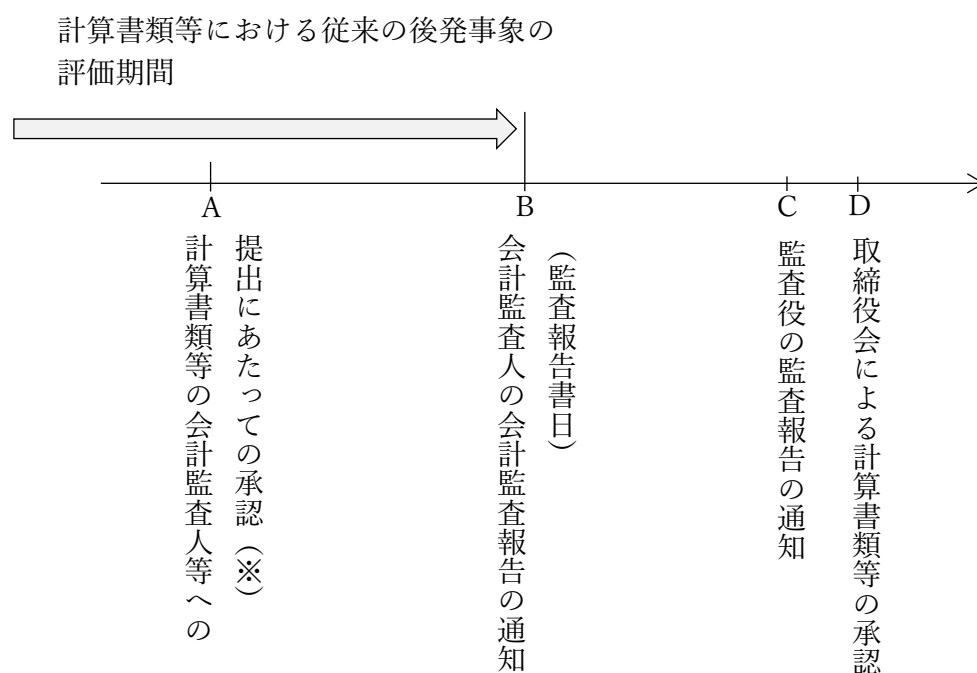 計算書類等における従来の後発事象の
評価期間
A
B
C
D
提出にあたっての承認（※）
計算書類等の会計監査人等への
（監査報告書日）
会計監査人の会計監査報告の通知
監査役の監査報告の通知
取締役会による計算書類等の承認